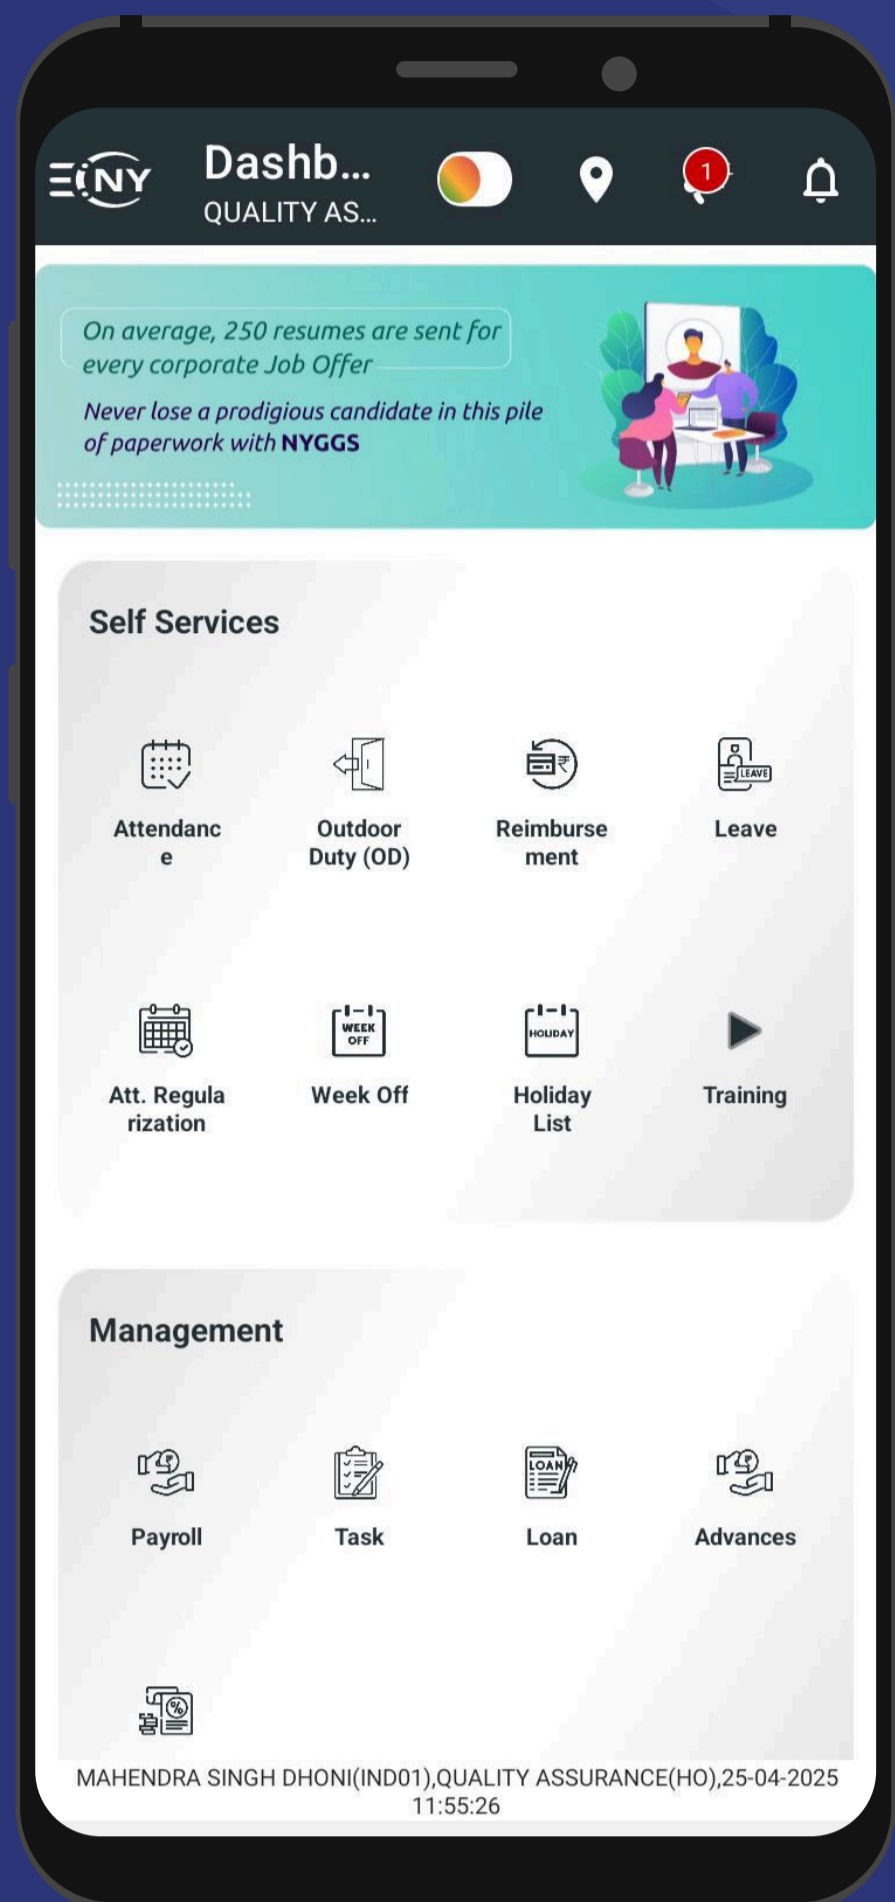 NY
Dashb...
QUALITY AS...
1
On average, 250 resumes are sent for
every corporate Job Offer
Never lose a prodigious candidate in this pile
of paperwork with NYGGS
Self Services
LEAVE
Attendanc
e
Outdoor
Duty (OD)
Reimburse
ment
Leave
WEEK
OFF
HOLIDAY
Att. Regula
rization
Week Off
Holiday
List
Training
Management
LOAN
Payroll
Task
Loan
Advances
MAHENDRA SINGH DHONI(IND01),QUALITY ASSURANCE(HO),25-04-2025
11:55:26